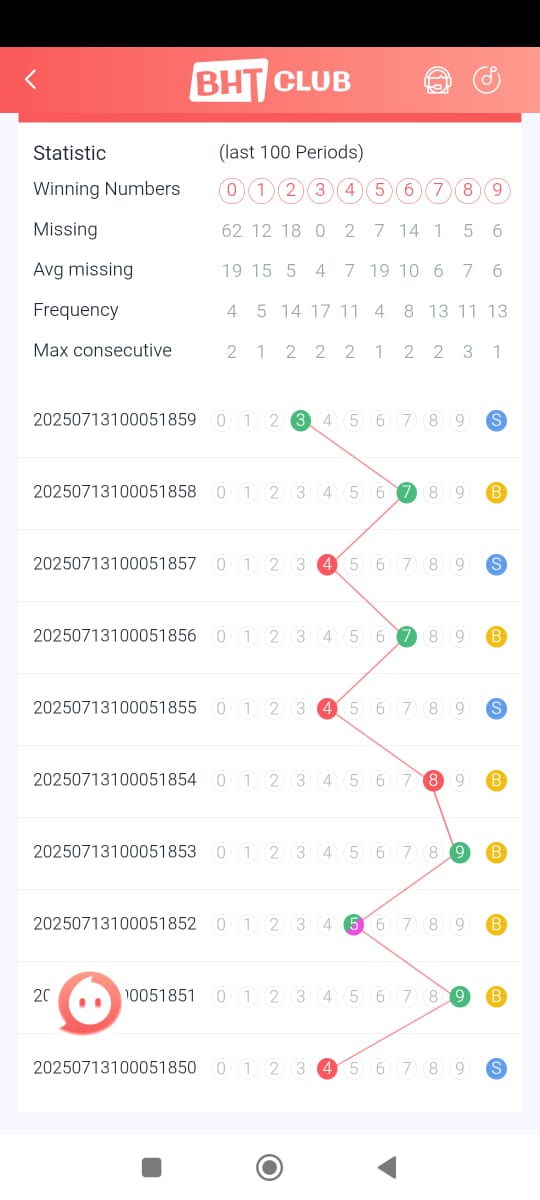 BHT CLUB
Statistic (last 100 Periods)
Winning Numbers 0 1 2 3 4 5 6 7 8 9
Missing 62 12 18 0 2 7 14 1 5 6
Avg missing 19 15 5 4 7 19 10 6 7 6
Frequency 4 5 14 17 11 4 8 13 11 13
Max consecutive 2 1 2 2 2 1 2 2 3 1
20250713100051859 0 1 2 3 4 5 6 7 8 9 S
20250713100051858 0 1 2 3 4 5 6 7 8 9 B
20250713100051857 0 1 2 3 4 5 6 7 8 9 S
20250713100051856 0 1 2 3 4 5 6 7 8 9 B
20250713100051855 0 1 2 3 4 5 6 7 8 9 S
20250713100051854 0 1 2 3 4 5 6 7 8 9 B
20250713100051853 0 1 2 3 4 5 6 7 8 9 B
20250713100051852 0 1 2 3 4 5 6 7 8 9 B
0051851 0 1 2 3 4 5 6 7 8 9 B
20250713100051850 0 1 2 3 4 5 6 7 8 9 S